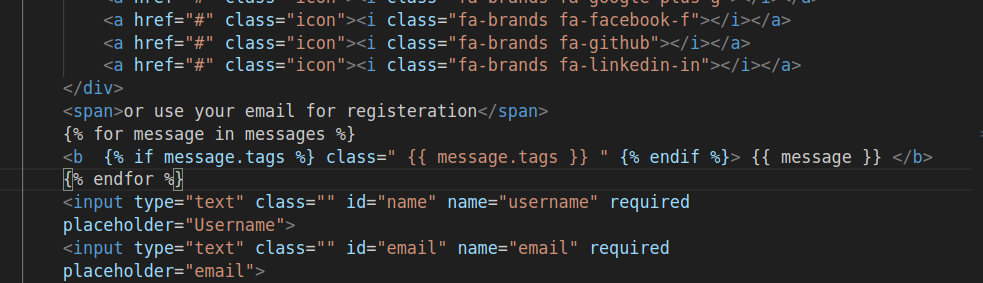 <a href="#" class="icon"><i class="fa-brands fa-google-plus-g"></i></a>
<a href="#" class="icon"><i class="fa-brands fa-facebook-f"></i></a>
<a href="#" class="icon"><i class="fa-brands fa-github"></i></a>
<a href="#" class="icon"><i class="fa-brands fa-linkedin-in"></i></a>
</div>
<span>or use your email for registeration</span>
{% for message in messages %}
<b  {% if message.tags %} class=" {{ message.tags }} " {% endif %}> {{ message }} </b>
{% endfor %}
<input type="text" class="" id="name" name="username" required
placeholder="Username">
<input type="text" class="" id="email" name="email" required
placeholder="email">